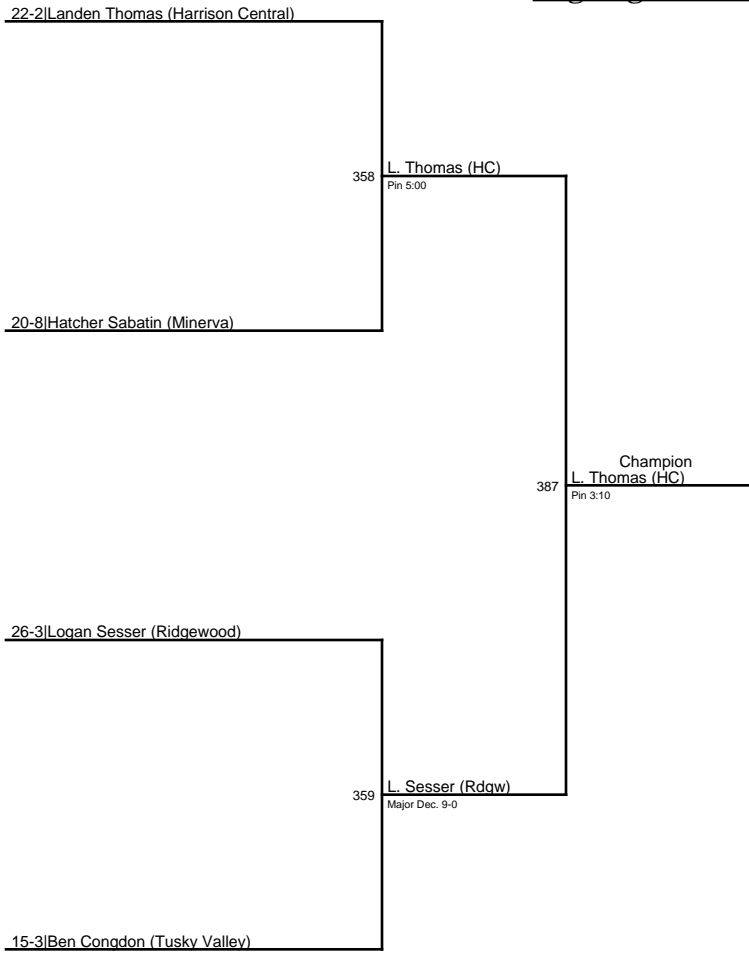 22-2|Landen Thomas (Harrison Central)
358
L. Thomas (HC)
Pin 5:00
20-8|Hatcher Sabatin (Minerva)
Champion
387
L. Thomas (HC)
Pin 3:10
26-3|Logan Sesser (Ridgewood)
359
L. Sesser (Rdgw)
Major Dec. 9-0
15-3|Ben Congdon (Tusky Valley)